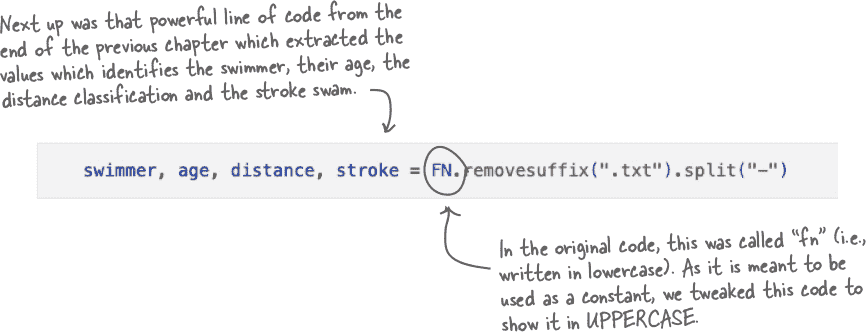 Next up was that powerful line of code from the
end of the previous chapter which extracted the
values which identifies the swimmer, their age, the
distance classification and the stroke swam.
swimmer, age, distance, stroke = FN.removesuffix(".txt").split("-")
In the original code, this was called “fn” (i.e.,
written in lowercase). As it is meant to be
used as a constant, we tweaked this code to
show it in UPPERCASE.